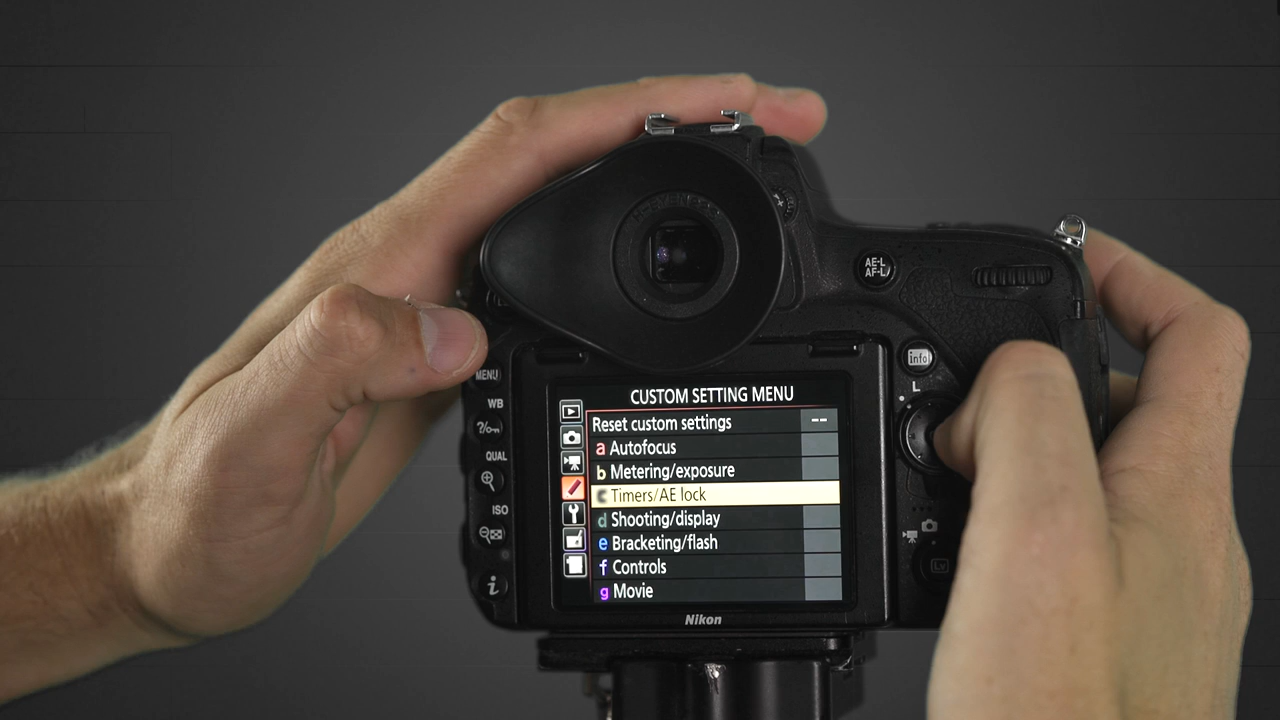 AE-L
AF-L
info
L
MENU
WB
QUAL
ISO
i
CUSTOM SETTING MENU
Reset custom settings --
a Autofocus
b Metering/exposure
c Timers/AE lock
d Shooting/display
e Bracketing/flash
f Controls
g Movie
Lv
Nikon